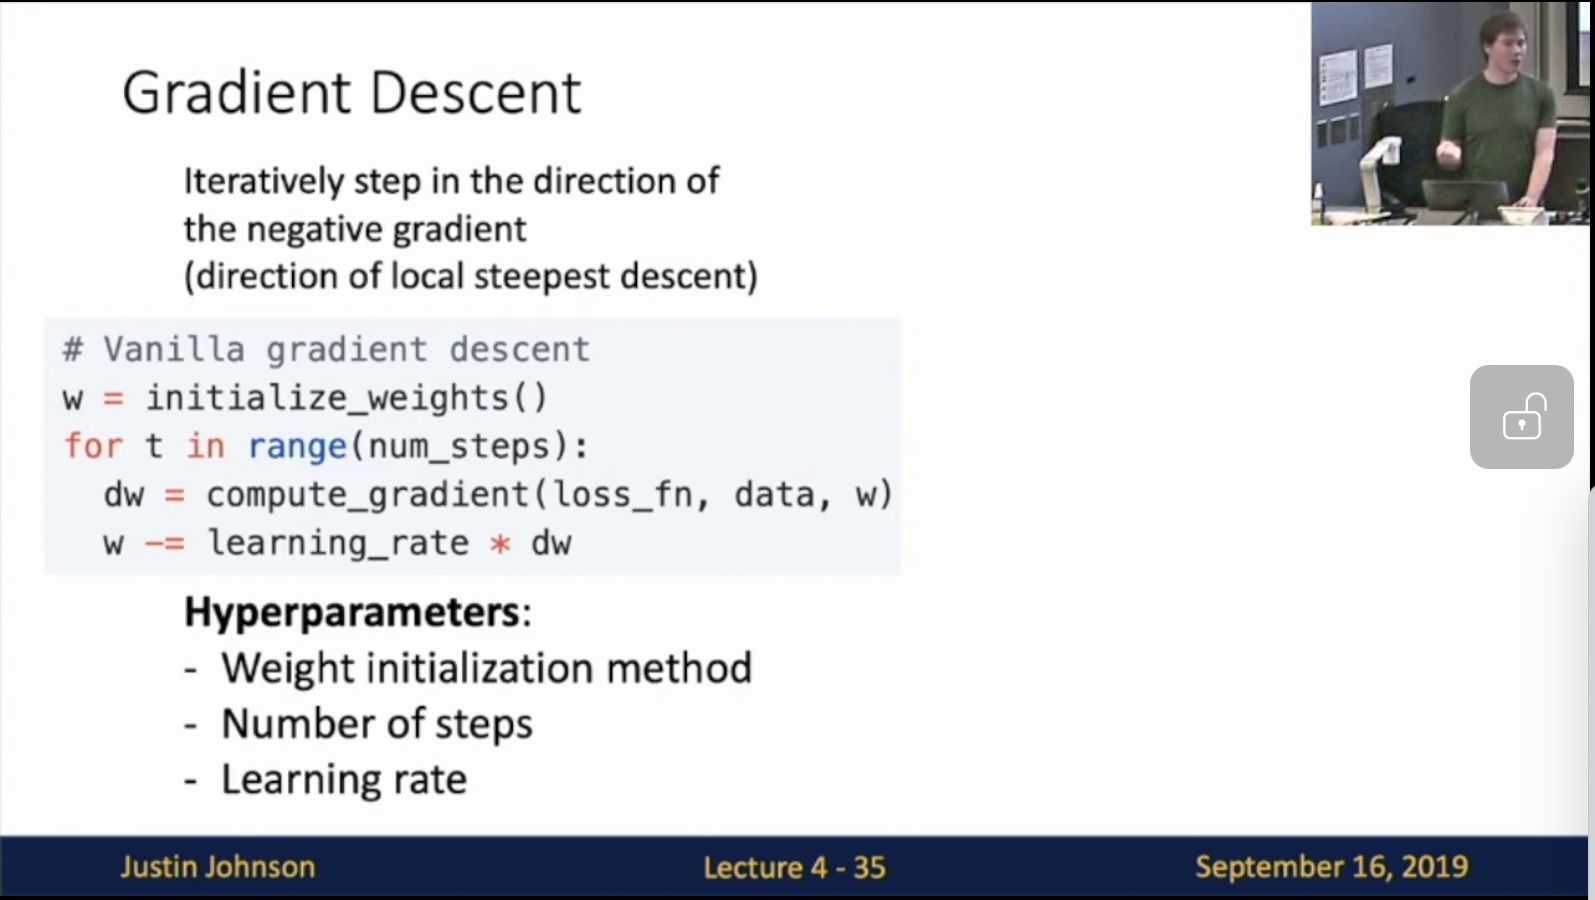 Gradient Descent
Iteratively step in the direction of
the negative gradient
(direction of local steepest descent)
# Vanilla gradient descent
w = initialize_weights()
for t in range(num_steps):
  dw = compute_gradient(loss_fn, data, w)
  w -= learning_rate * dw
Hyperparameters:
- Weight initialization method
- Number of steps
- Learning rate
Justin Johnson
Lecture 4 - 35
September 16, 2019